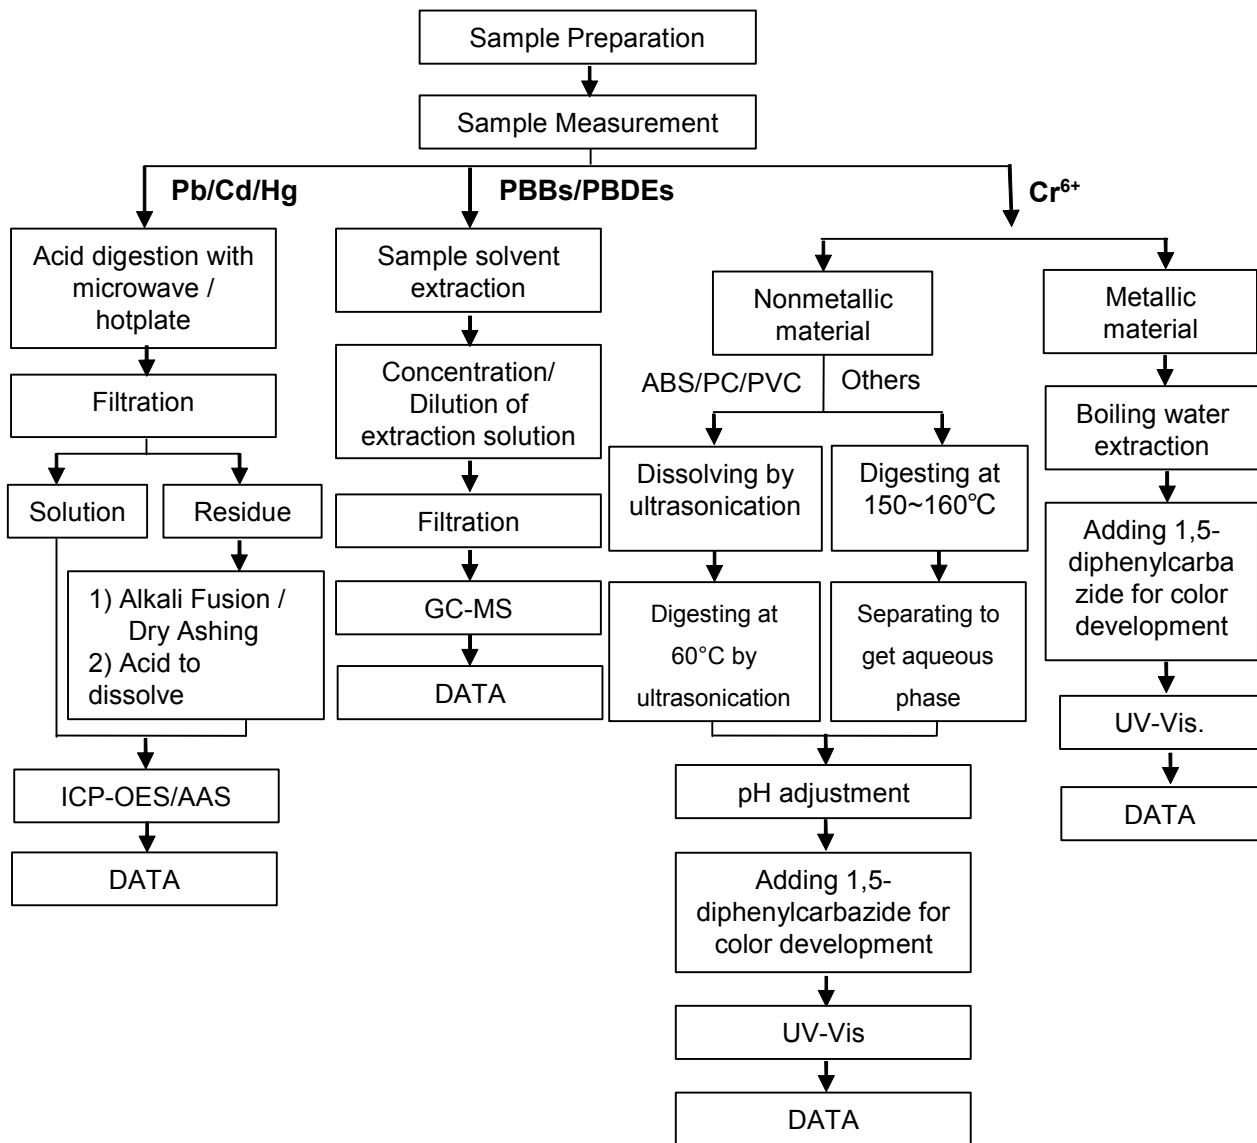 Sample Preparation
Sample Measurement
Pb/Cd/Hg
PBBs/PBDEs
Cr⁶⁺
Acid digestion with
microwave /
hotplate
Filtration
Solution
Residue
1) Alkali Fusion /
Dry Ashing
2) Acid to
dissolve
ICP-OES/AAS
DATA
Sample solvent
extraction
Concentration/
Dilution of
extraction solution
Filtration
GC-MS
DATA
Nonmetallic
material
ABS/PC/PVC
Others
Dissolving by
ultrasonication
Digesting at
150~160℃
Digesting at
60°C by
ultrasonication
Separating to
get aqueous
phase
pH adjustment
Adding 1,5-
diphenylcarbazide for
color development
UV-Vis
DATA
Metallic
material
Boiling water
extraction
Adding 1,5-
diphenylcarba
zide for color
development
UV-Vis.
DATA